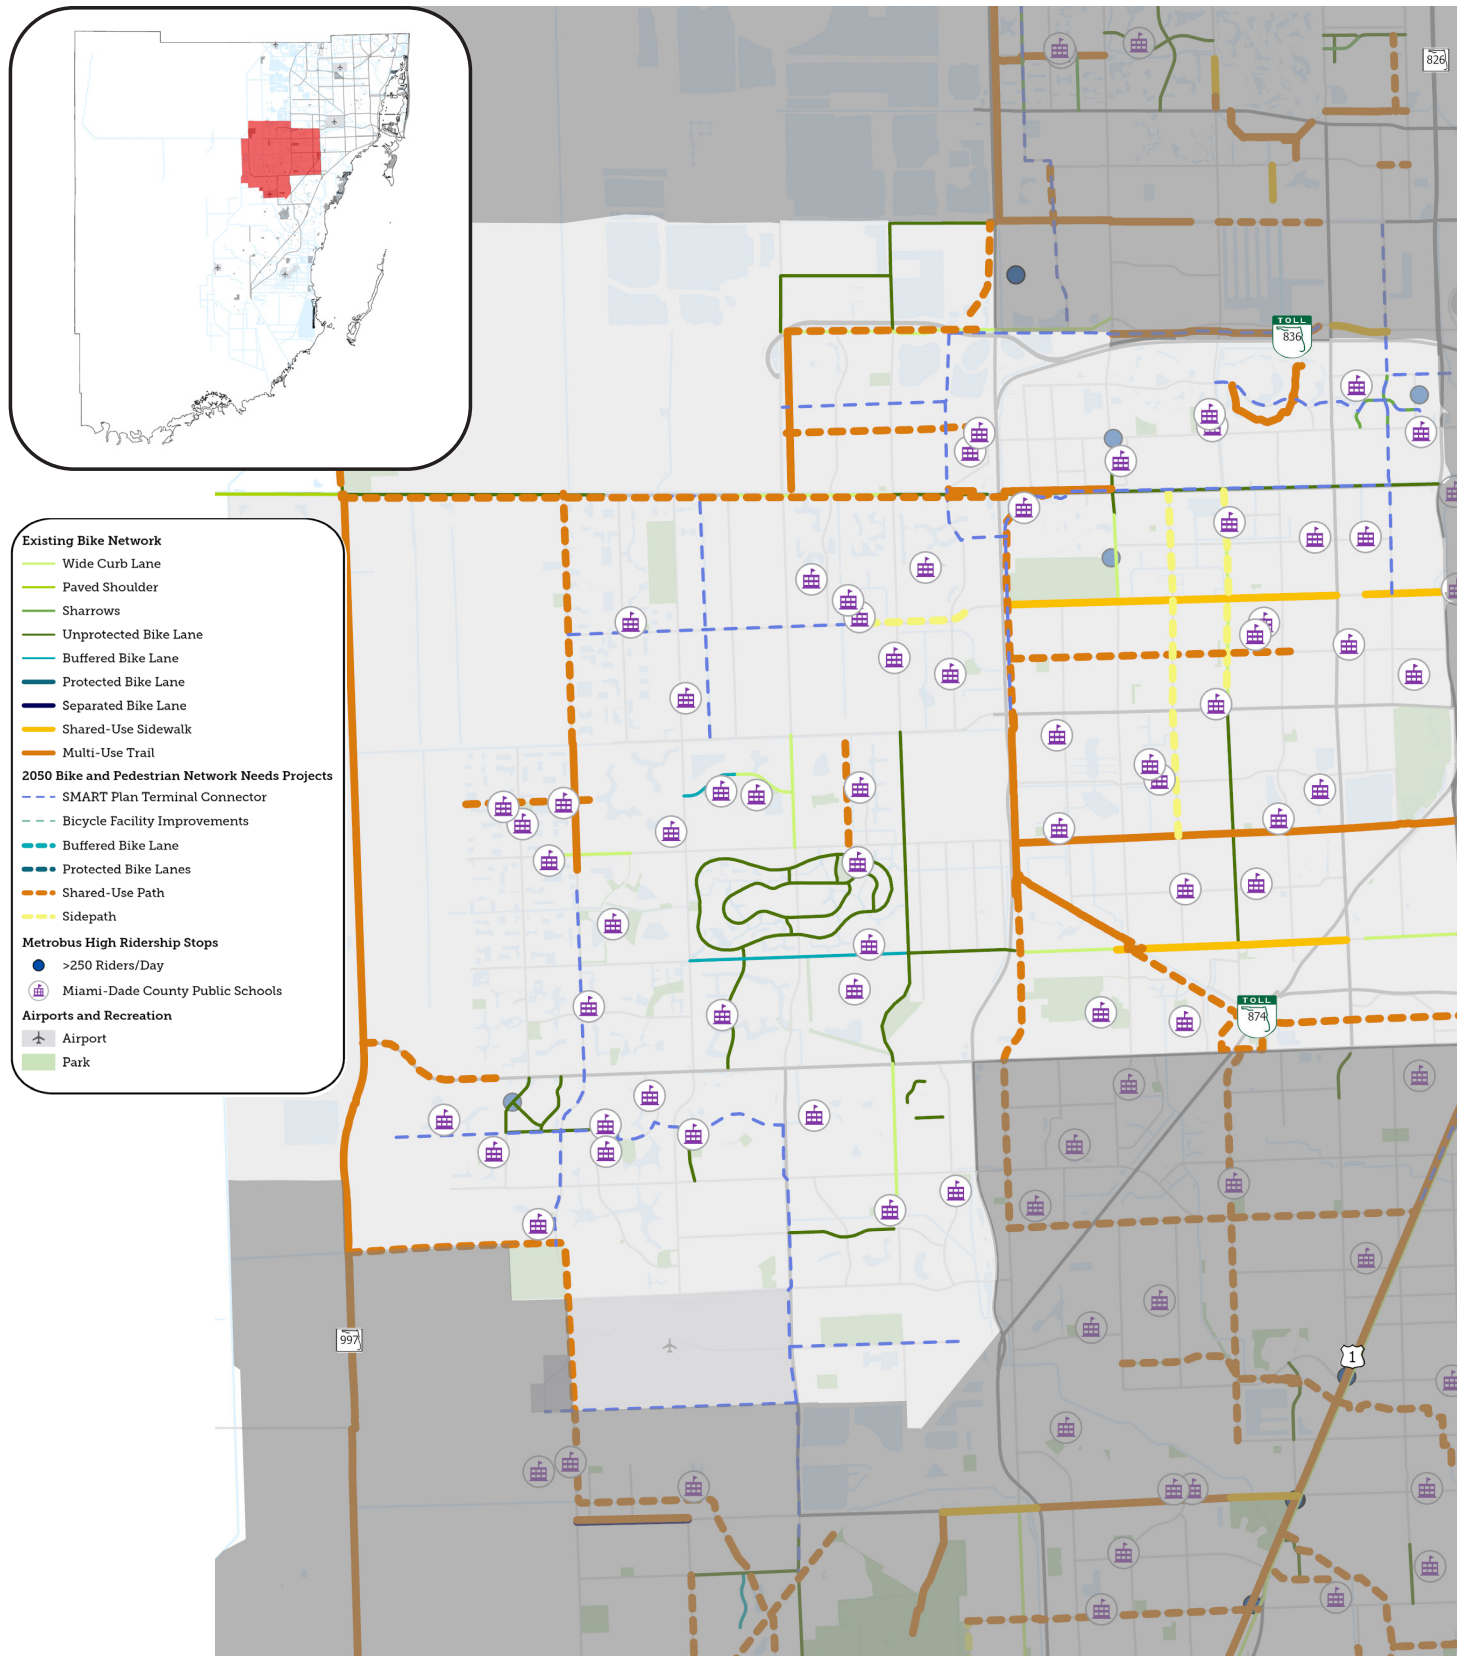 826
TOLL
836
Existing Bike Network
Wide Curb Lane
Paved Shoulder
Sharrows
Unprotected Bike Lane
Buffered Bike Lane
Protected Bike Lane
Separated Bike Lane
Shared-Use Sidewalk
Multi-Use Trail
2050 Bike and Pedestrian Network Needs Projects
SMART Plan Terminal Connector
Bicycle Facility Improvements
Buffered Bike Lane
Protected Bike Lanes
Shared-Use Path
Sidepath
Metrobus High Ridership Stops
>250 Riders/Day
Miami-Dade County Public Schools
Airports and Recreation
Airport
Park
TOLL
874
997
1